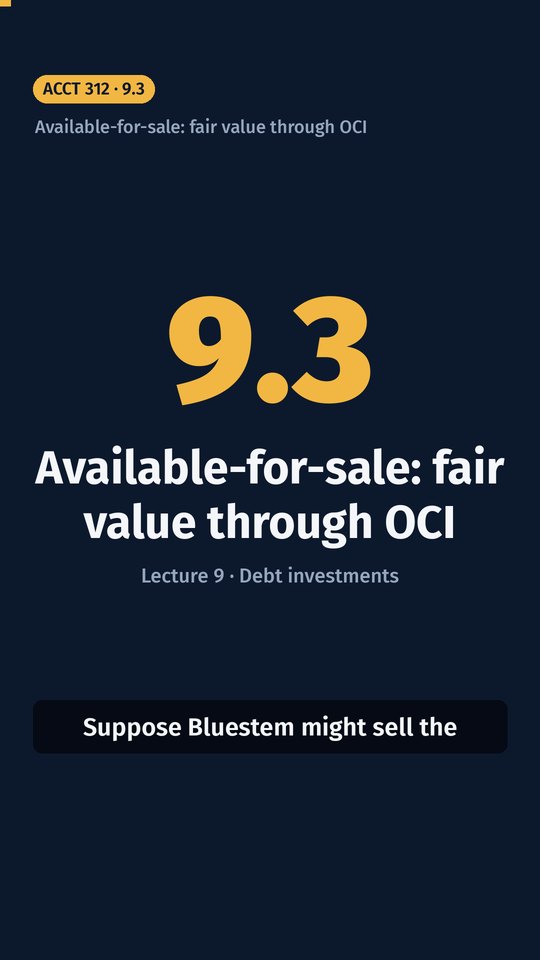 ACCT 312 · 9.3
Available-for-sale: fair value through OCI
9.3
Available-for-sale: fair
value through OCI
Lecture 9 · Debt investments
Suppose Bluestem might sell the